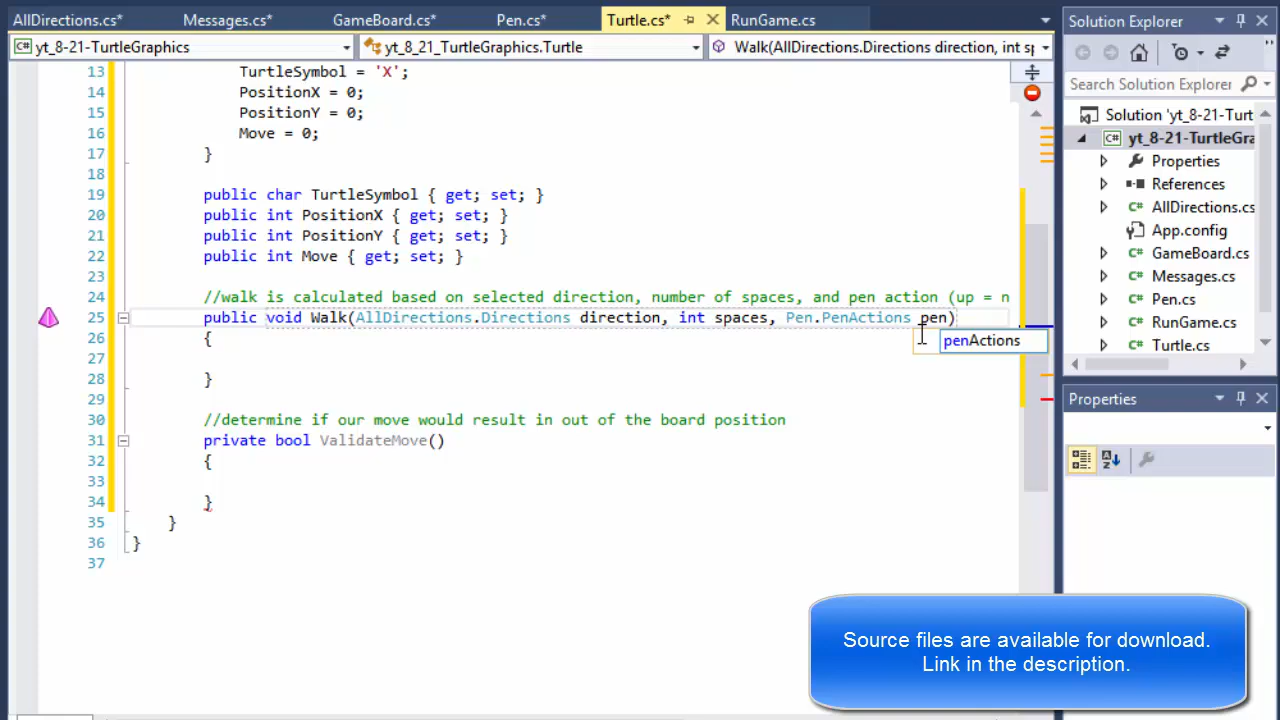 AllDirections.cs* Messages.cs* GameBoard.cs* Pen.cs* Turtle.cs* RunGame.cs
yt_8-21-TurtleGraphics yt_8_21_TurtleGraphics.Turtle Walk(AllDirections.Directions direction, int sp
13 TurtleSymbol = 'X';
14 PositionX = 0;
15 PositionY = 0;
16 Move = 0;
17 }
18
19 public char TurtleSymbol { get; set; }
20 public int PositionX { get; set; }
21 public int PositionY { get; set; }
22 public int Move { get; set; }
23
24 //walk is calculated based on selected direction, number of spaces, and pen action (up = n
25 public void Walk(AllDirections.Directions direction, int spaces, Pen.PenActions pen)
26 {
penActions
27
28 }
29
30 //determine if our move would result in out of the board position
31 private bool ValidateMove()
32 {
33
34 }
35 }
36 }
37
Solution Explorer
Search Solution Explorer
Solution 'yt_8-21-Turt
C# yt_8-21-TurtleGra
Properties
References
C# AllDirections.cs
App.config
C# GameBoard.cs
C# Messages.cs
C# Pen.cs
C# RunGame.cs
C# Turtle.cs
Properties
Source files are available for download.
Link in the description.